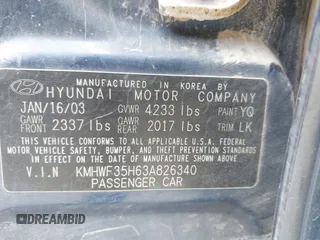 MANUFACTURED IN KOREA BY
HYUNDAI MOTOR COMPANY
JAN/16/03 GVWR 4233 lbs PAINT YQ
GAWR FRONT 2337 lbs GAWR REAR 2017 lbs TRIM LK
THIS VEHICLE CONFORMS TO ALL APPLICABLE FEDERAL
MOTOR VEHICLE SAFETY, BUMPER, AND THEFT PREVENTION
STANDARDS IN EFFECT ON THE DATE OF MANUFACTURE
SHOWN ABOVE.
V.I.N KMHWF35H63A826340
PASSENGER CAR
DREAMBID